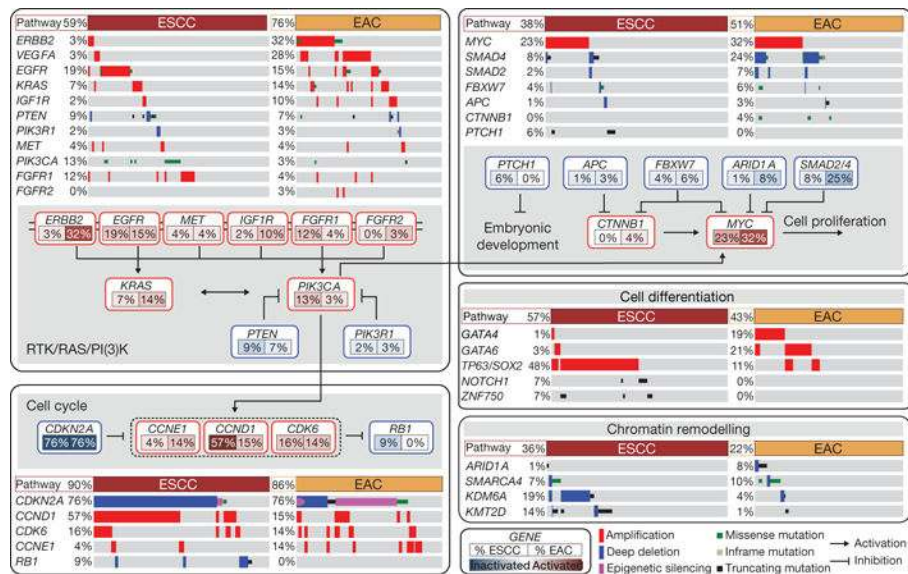 Pathway 59% ESCC 76% EAC
ERBB2 3% 32%
VEGFA 3% 28%
EGFR 19% 15%
KRAS 7% 14%
IGF1R 2% 10%
PTEN 9% 7%
PIK3R1 2% 3%
MET 4% 4%
PIK3CA 13% 3%
FGFR1 12% 4%
FGFR2 0% 3%
ERBB2 EGFR MET IGF1R FGFR1 FGFR2
3% 32% 19% 15% 4% 4% 2% 10% 12% 4% 0% 3%
KRAS PIK3CA
7% 14% 13% 3%
PTEN PIK3R1
9% 7% 2% 3%
RTK/RAS/PI(3)K
Cell cycle
CDKN2A CCNE1 CCND1 CDK6 RB1
76% 76% 4% 14% 57% 15% 16% 14% 9% 0%
Pathway 90% ESCC 86% EAC
CDKN2A 76% 76%
CCND1 57% 15%
CDK6 16% 14%
CCNE1 4% 14%
RB1 9% 0%
Pathway 38% ESCC 51% EAC
MYC 23% 32%
SMAD4 8% 24%
SMAD2 2% 7%
FBXW7 4% 6%
APC 1% 3%
CTNNB1 0% 4%
PTCH1 6% 0%
PTCH1 APC FBXW7 ARID1A SMAD2/4
6% 0% 1% 3% 4% 6% 1% 8% 8% 25%
Embryonic development
CTNNB1 MYC Cell proliferation
0% 4% 23% 32%
Cell differentiation
Pathway 57% ESCC 43% EAC
GATA4 1% 19%
GATA6 3% 21%
TP63/SOX2 48% 11%
NOTCH1 7% 0%
ZNF750 7% 0%
Chromatin remodelling
Pathway 36% ESCC 22% EAC
ARID1A 1% 8%
SMARCA4 7% 10%
KDM6A 19% 4%
KMT2D 14% 1%
GENE
% ESCC % EAC
Inactivated Activated
Amplification
Deep deletion
Epigenetic silencing
Missense mutation
Inframe mutation
Truncating mutation
Activation
Inhibition